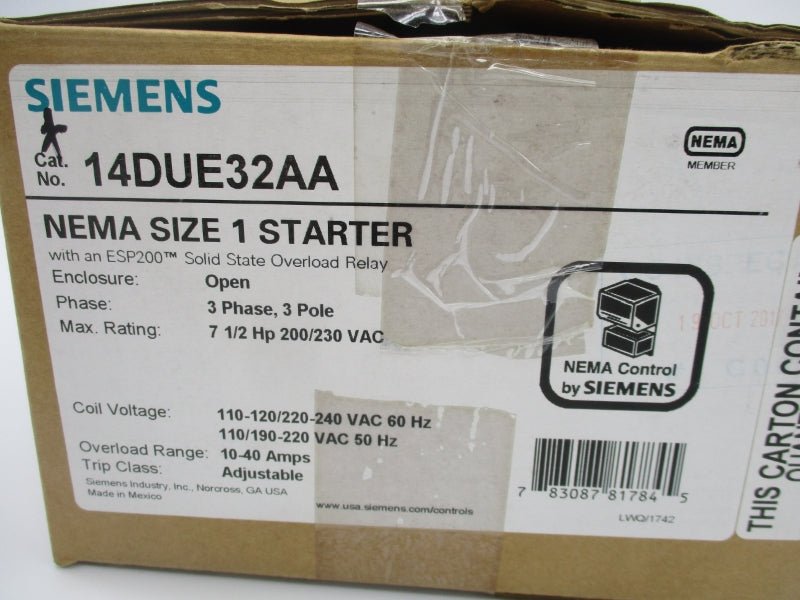 SIEMENS
Cat. No. 14DUE32AA
NEMA
MEMBER
NEMA SIZE 1 STARTER
with an ESP200™ Solid State Overload Relay
Enclosure: Open
Phase: 3 Phase, 3 Pole
Max. Rating: 7 1/2 Hp 200/230 VAC
19 OCT 201
NEMA Control
by SIEMENS
Coil Voltage: 110-120/220-240 VAC 60 Hz
110/190-220 VAC 50 Hz
Overload Range: 10-40 Amps
Trip Class: Adjustable
Siemens Industry, Inc., Norcross, GA USA
Made in Mexico
www.usa.siemens.com/controls
7 83087 81784 5
LWQ/1742
THIS CARTON CONTAI